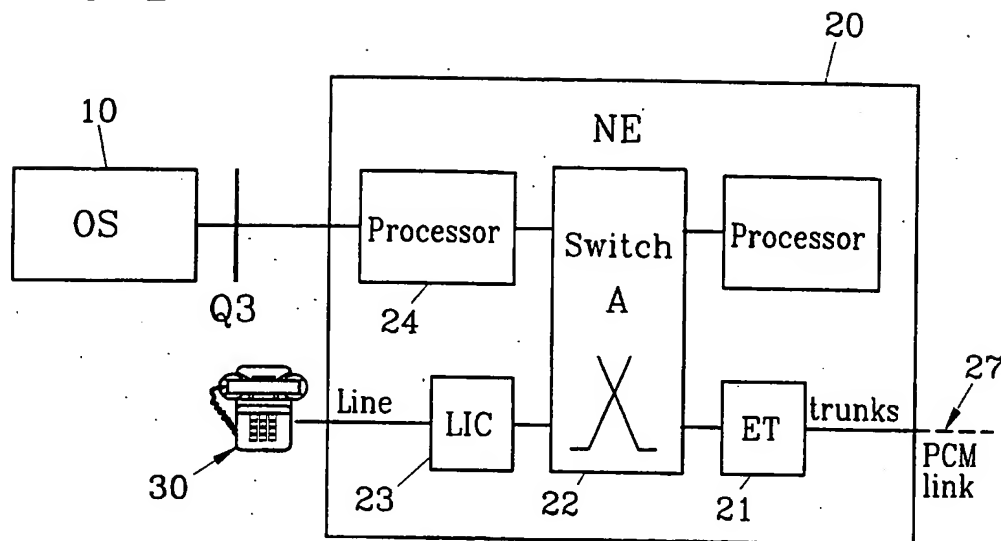 20
10
NE
OS
Processor
Switch
A
Processor
Q3
24
27
Line
LIC
ET
trunks
PCM
link
30
23
22
21